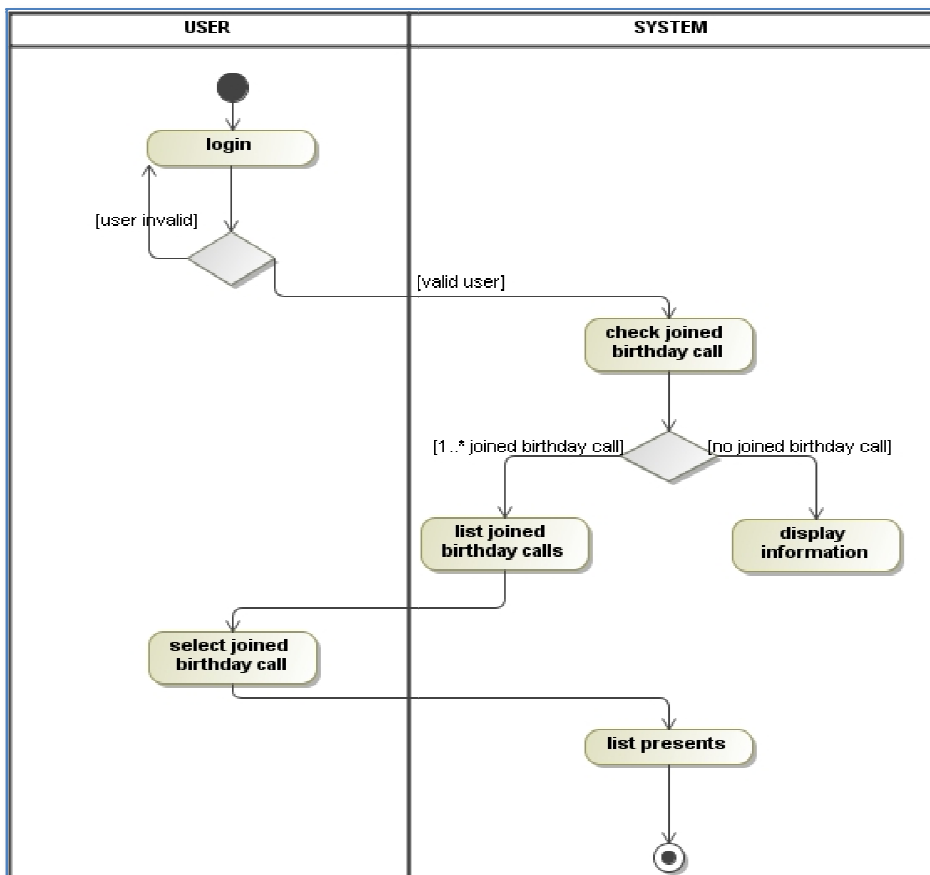 USER
SYSTEM
login
[user invalid]
[valid user]
check joined
birthday call
[1..* joined birthday call]
[no joined birthday call]
list joined
birthday calls
display
information
select joined
birthday call
list presents